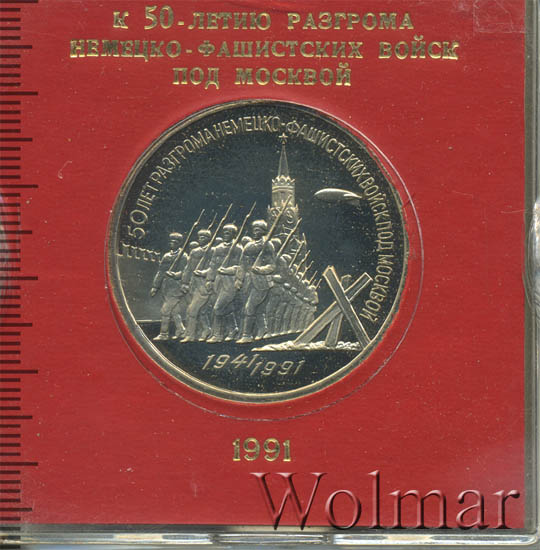 К 50-ЛЕТИЮ РАЗГРОМА
НЕМЕЦКО-ФАШИСТСКИХ ВОЙСК
ПОД МОСКВОЙ
50 ЛЕТ РАЗГРОМА НЕМЕЦКО-ФАШИСТСКИХ ВОЙСК ПОД МОСКВОЙ
1941/1991
1991
Wolmar